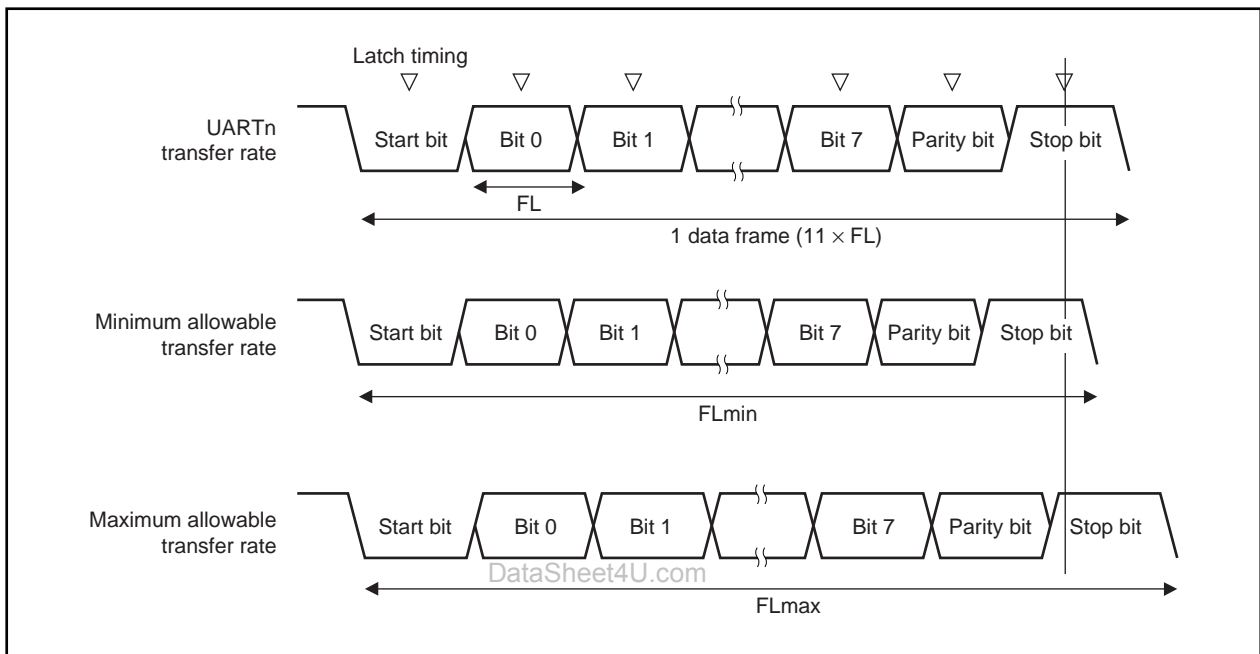 Latch timing
UARTn
transfer rate
Start bit
Bit 0
Bit 1
Bit 7
Parity bit
Stop bit
FL
1 data frame (11 × FL)
Minimum allowable
transfer rate
Start bit
Bit 0
Bit 1
Bit 7
Parity bit
Stop bit
FLmin
Maximum allowable
transfer rate
Start bit
Bit 0
Bit 1
Bit 7
Parity bit
Stop bit
DataSheet4U.com
FLmax